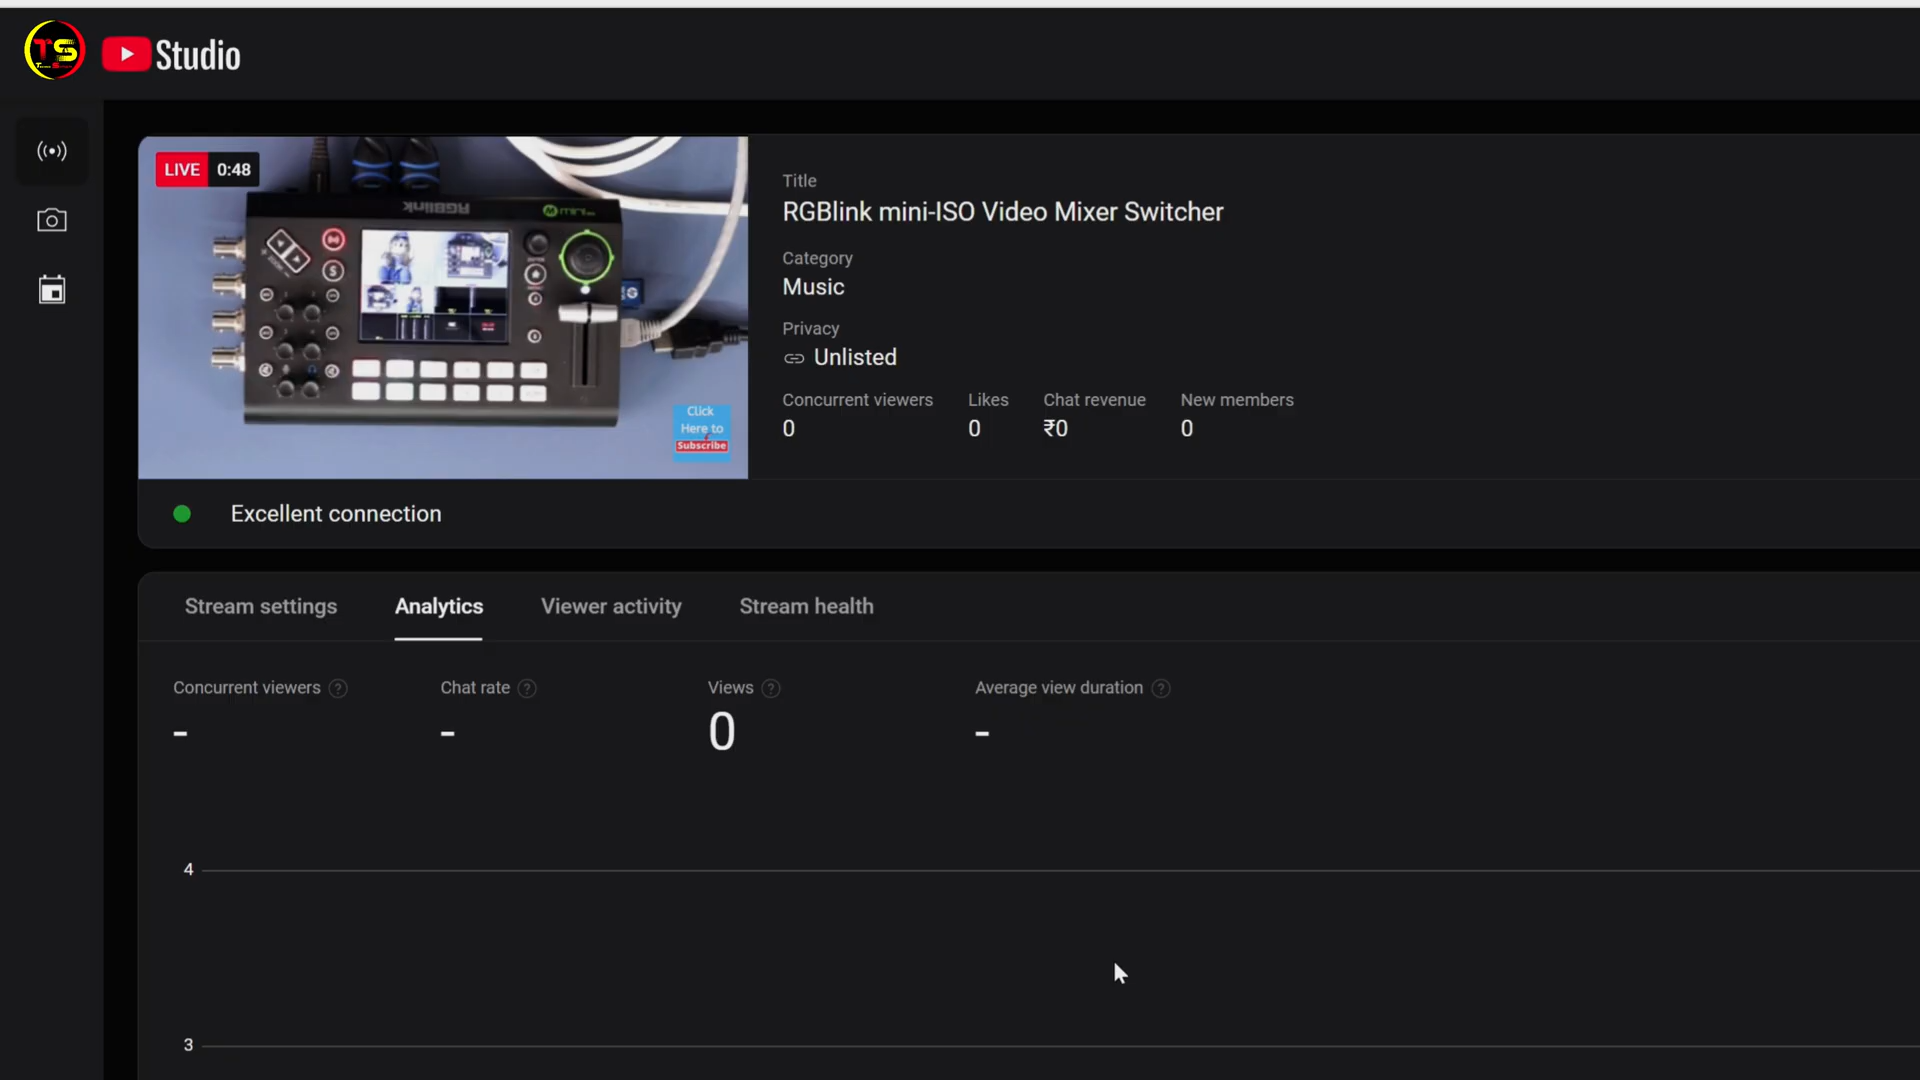 TS
Studio
LIVE 0:48
RGBlink
mini
Click
Here to
Subscribe
Title
RGBlink mini-ISO Video Mixer Switcher
Category
Music
Privacy
Unlisted
Concurrent viewers Likes Chat revenue New members
0 0 ₹0 0
Excellent connection
Stream settings Analytics Viewer activity Stream health
Concurrent viewers ? Chat rate ? Views ? Average view duration ?
- - 0 -
4
3